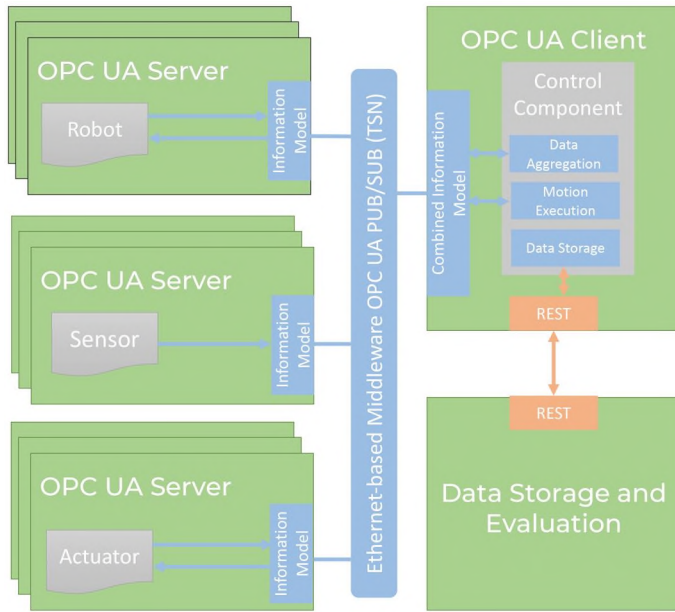 OPC UA Server
Robot
Information
Model
OPC UA Server
Sensor
Information
Model
OPC UA Server
Actuator
Information
Model
Ethernet-based Middleware OPC UA PUB/SUB (TSN)
OPC UA Client
Control
Component
Combined Information
Model
Data
Aggregation
Motion
Execution
Data Storage
REST
REST
Data Storage and
Evaluation